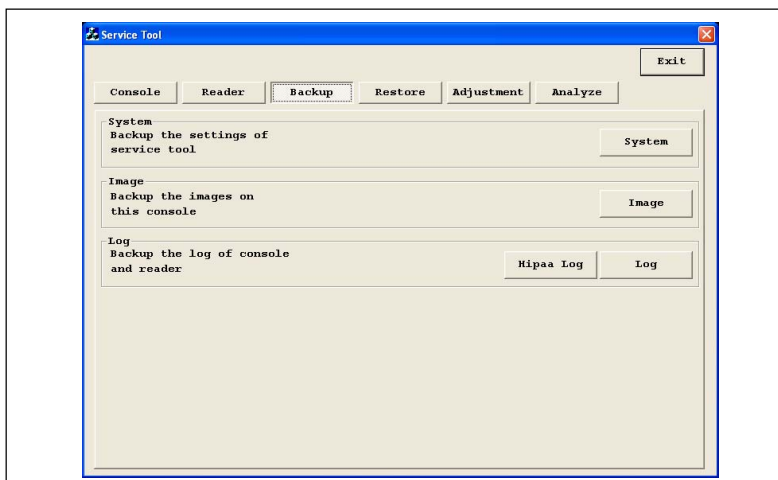 Service Tool
Exit
Console Reader Backup Restore Adjustment Analyze
System
Backup the settings of
service tool
System
Image
Backup the images on
this console
Image
Log
Backup the log of console
and reader
Hipaa Log Log